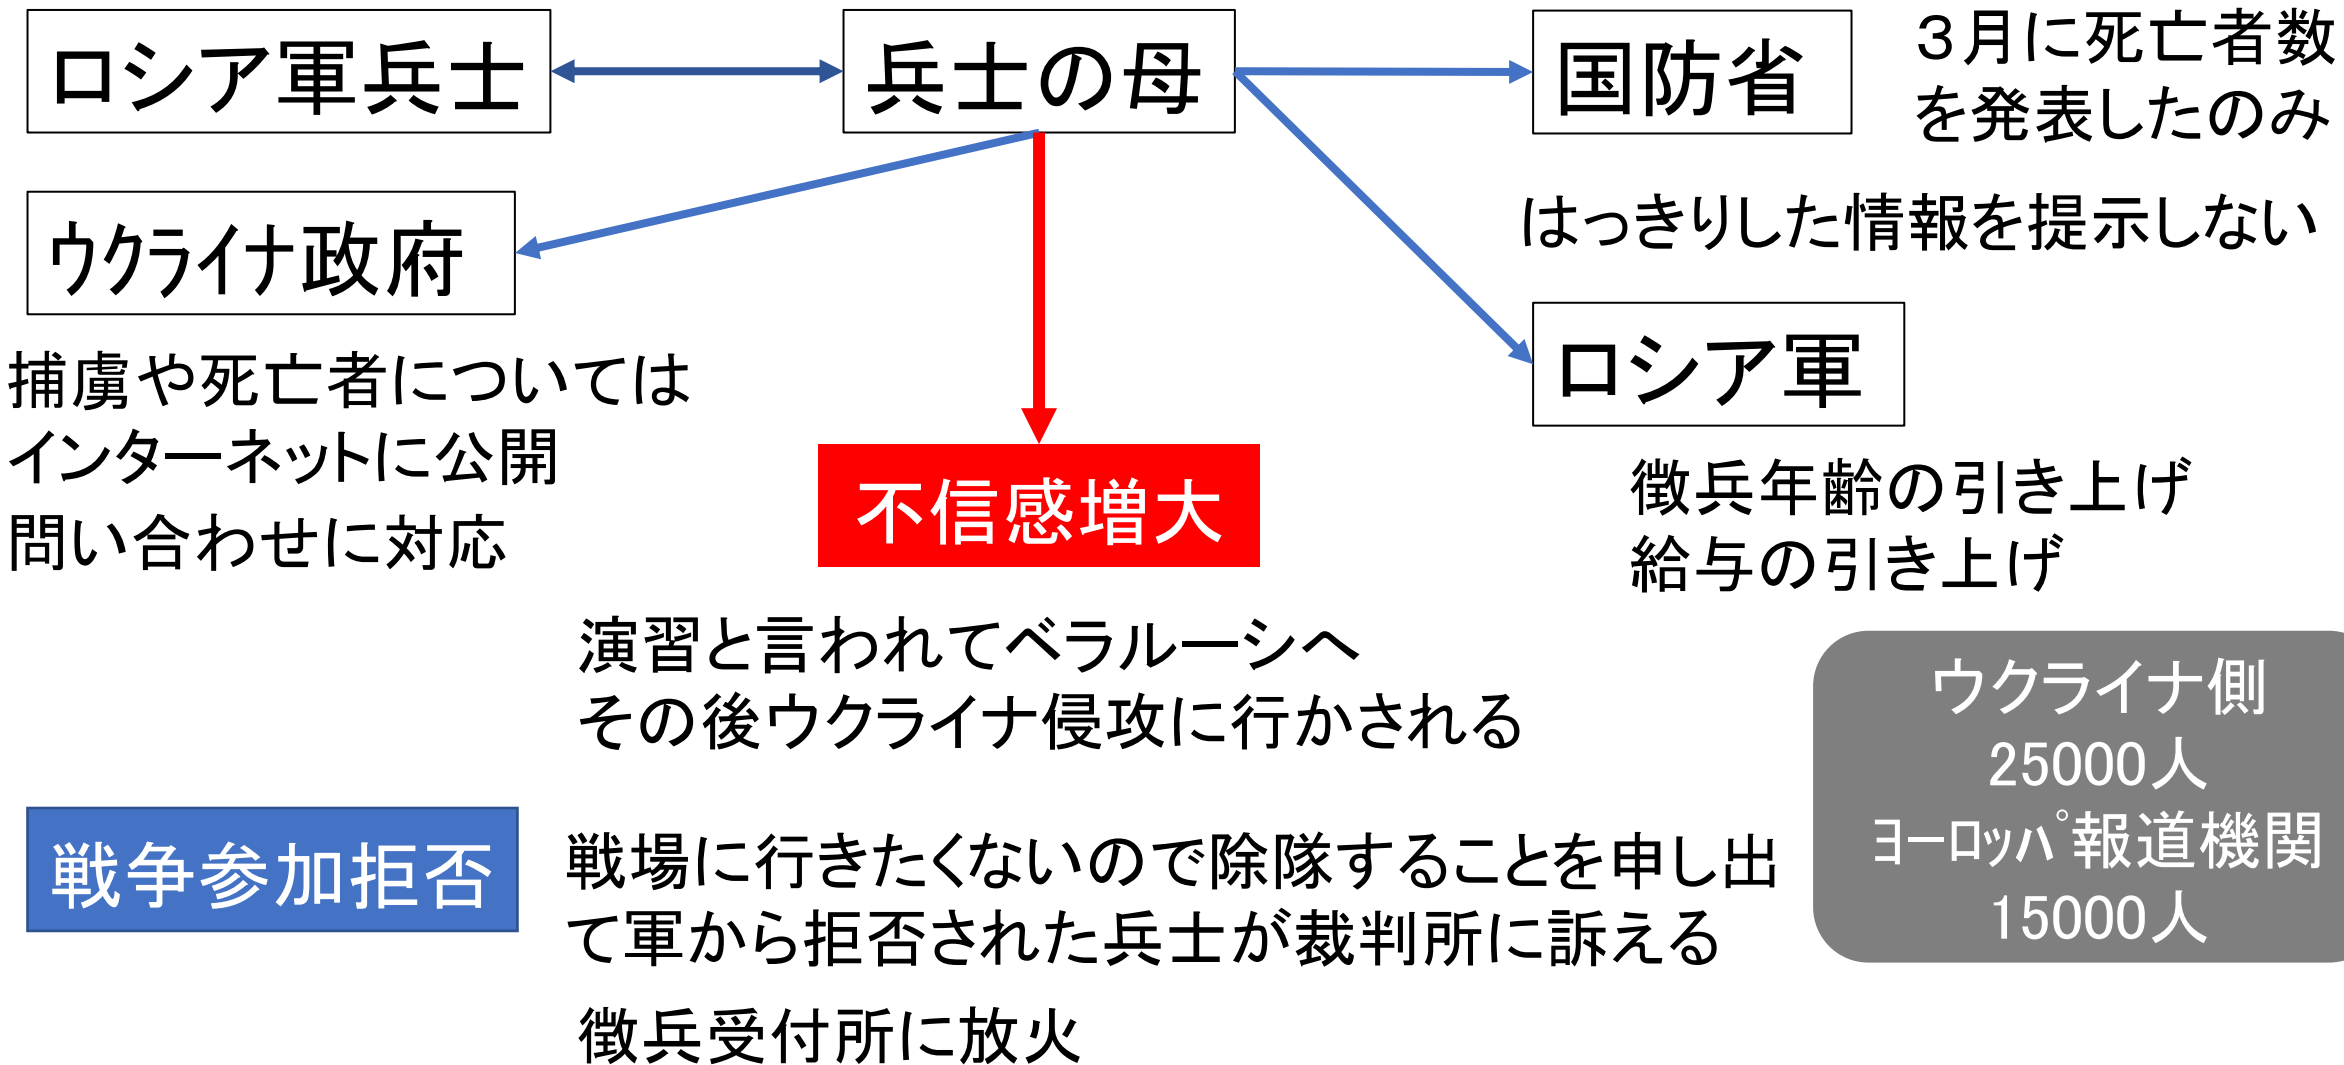 ロシア軍兵士
兵士の母
国防省
３月に死亡者数
を発表したのみ
はっきりした情報を提示しない
ｳｸﾗｲﾅ政府
捕虜や死亡者については
インターネットに公開
問い合わせに対応
ロシア軍
徴兵年齢の引き上げ
給与の引き上げ
不信感増大
演習と言われてベラルーシへ
その後ウクライナ侵攻に行かされる
戦争参加拒否
戦場に行きたくないので除隊することを申し出
て軍から拒否された兵士が裁判所に訴える
徴兵受付所に放火
ウクライナ側
25000人
ﾖｰﾛｯﾊﾟ報道機関
15000人